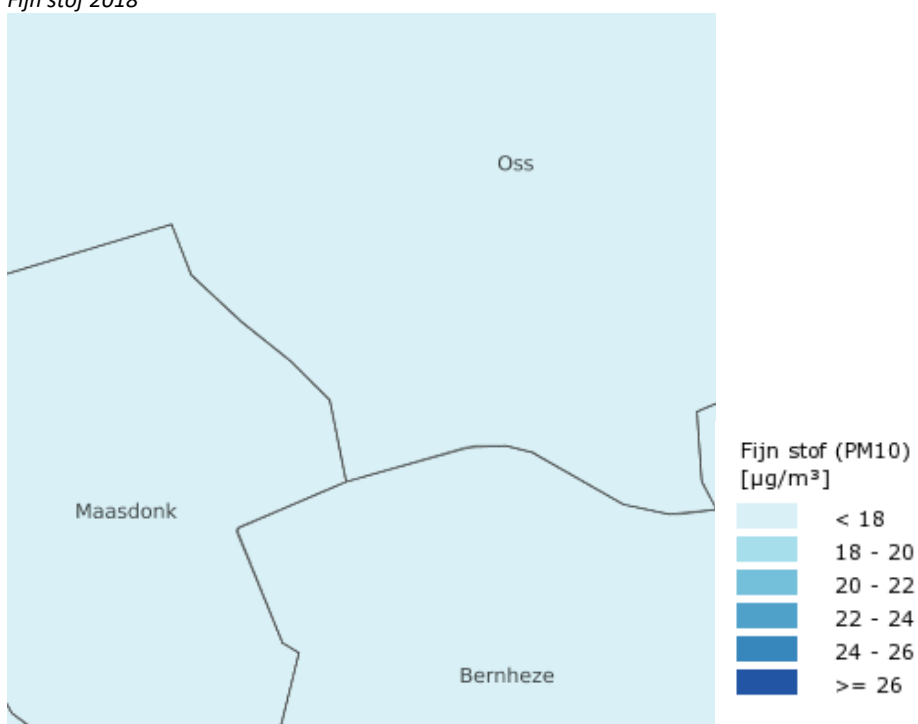 Fijn stof 2018
Oss
Maasdonk
Bernheze
Fijn stof (PM10)
[µg/m³]
< 18
18 - 20
20 - 22
22 - 24
24 - 26
>= 26